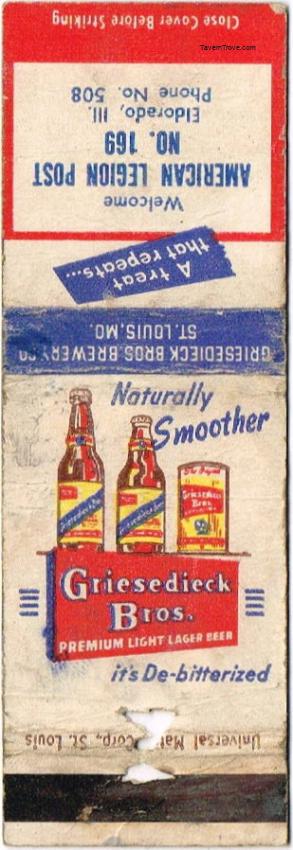 Close Cover Before Striking
TavernTrove.com
Welcome
AMERICAN LEGION POST
NO. 169
Eldorado, Ill.
Phone No. 508
A treat
that repeats...
GRIESEDIECK BROS. BREWERY CO.
ST. LOUIS, MO.
Naturally
Smoother
Griesedieck
Bros.
PREMIUM LIGHT LAGER BEER
it's De-bitterized
Universal Corp., St. Louis